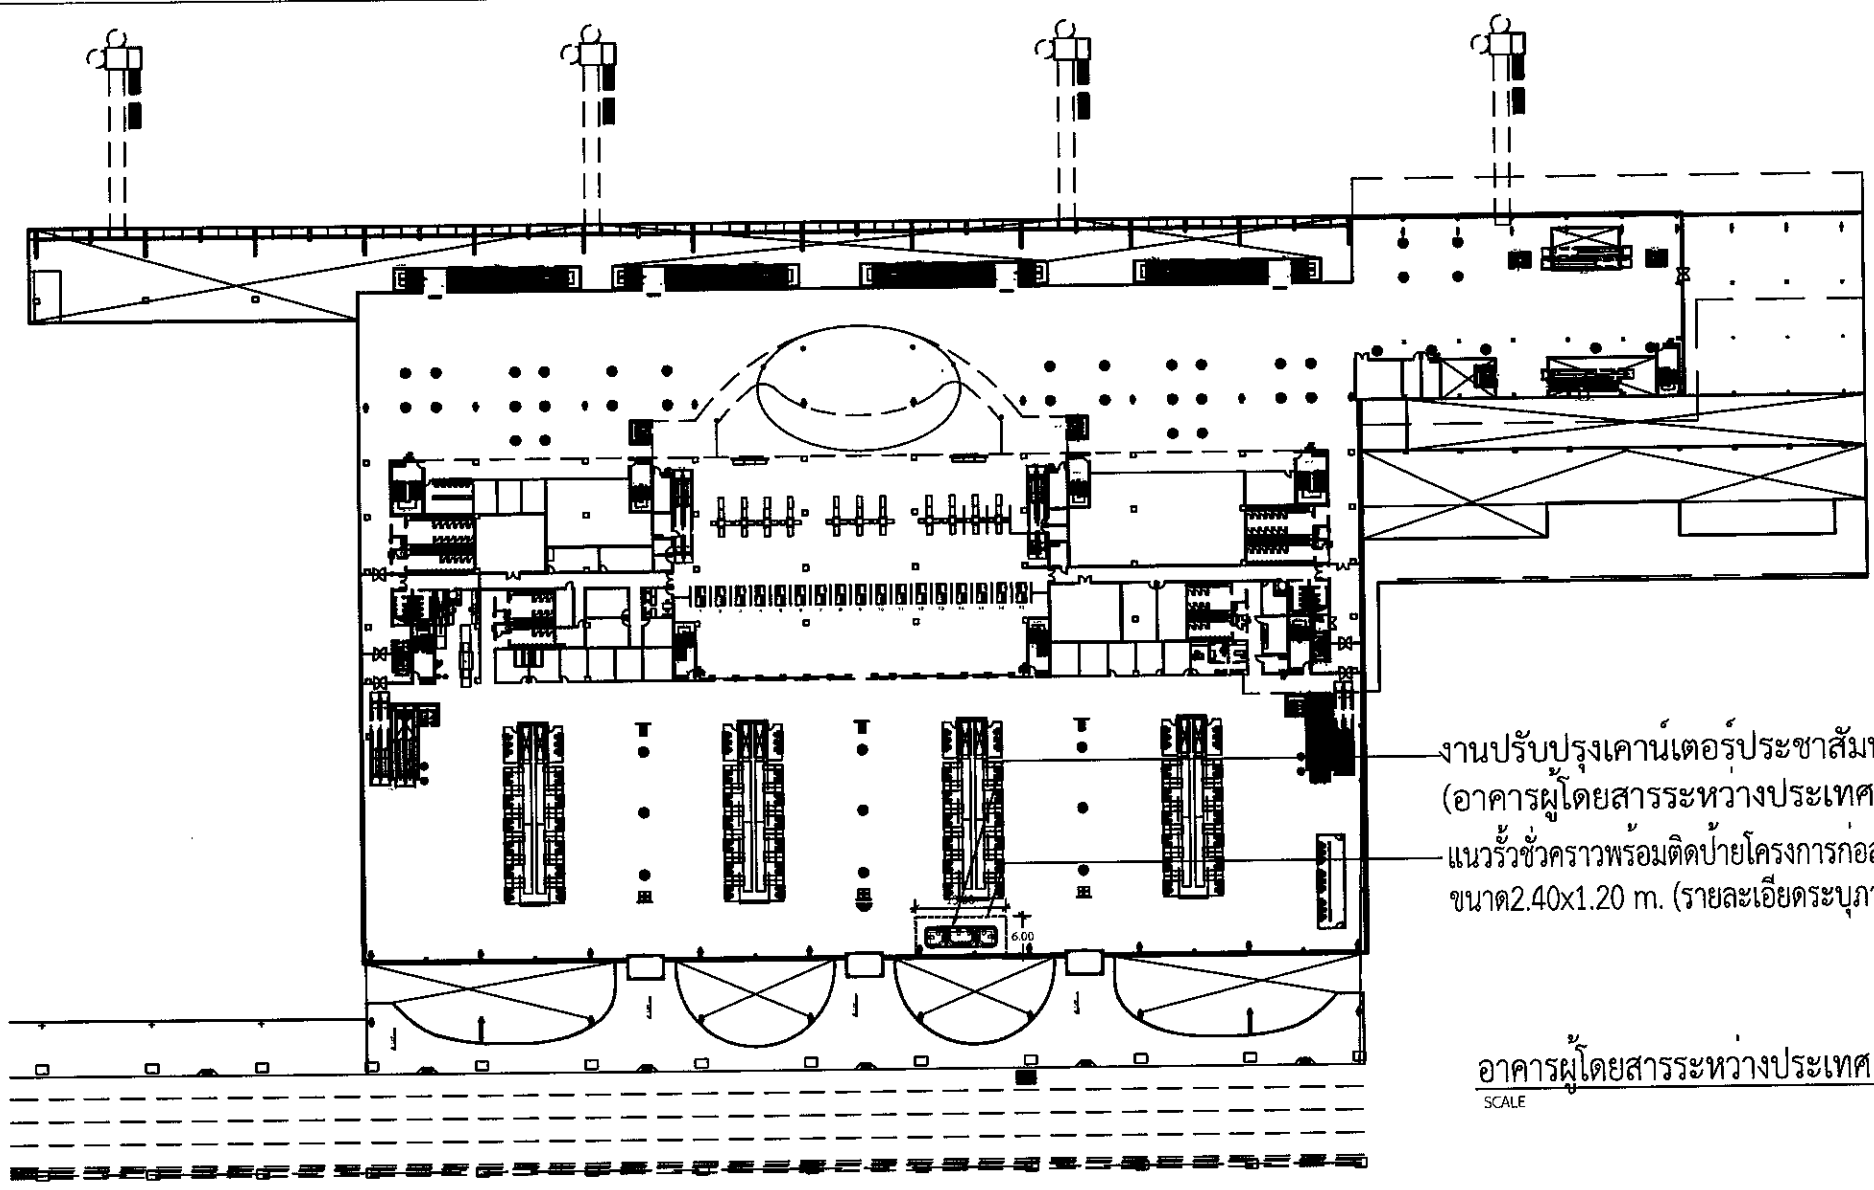 งานปรับปรุงเคาน์เตอร์ประชาสัมพ
(อาคารผู้โดยสารระหว่างประเทศ
แนวรั้วชั่วคราวพร้อมติดป้ายโครงการก่อส
ขนาด2.40x1.20 m. (รายละเอียดระบุภา
6.00
อาคารผู้โดยสารระหว่างประเทศ
SCALE